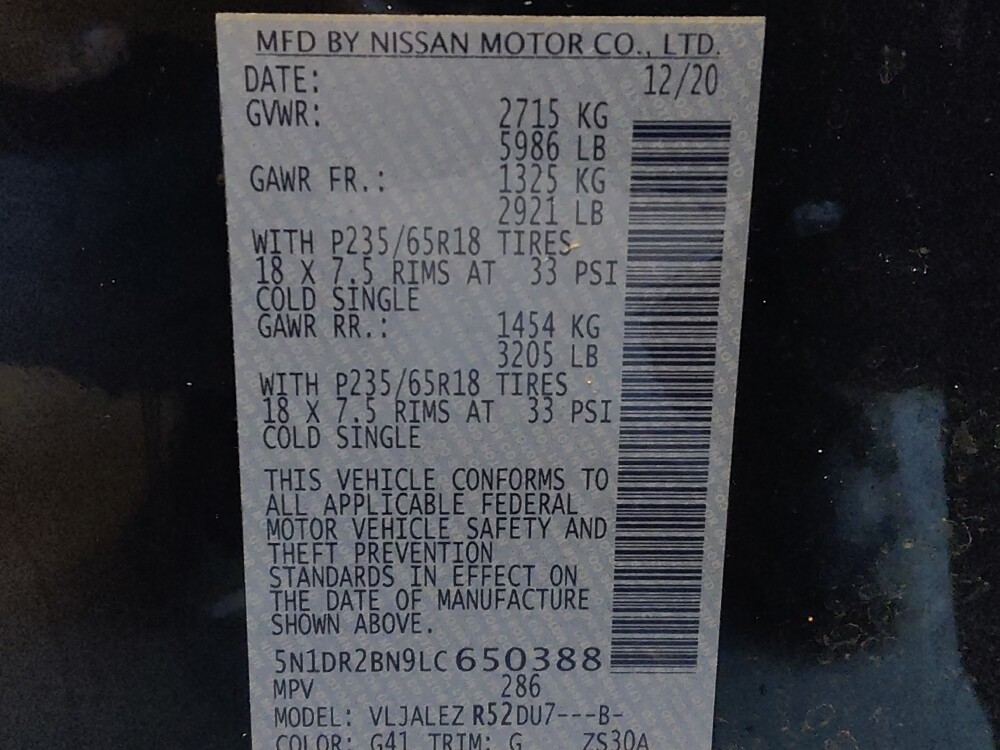 MFD BY NISSAN MOTOR CO., LTD.
DATE: 12/20
GVWR: 2715 KG
5986 LB
GAWR FR.: 1325 KG
2921 LB
WITH P235/65R18 TIRES
18 X 7.5 RIMS AT 33 PSI
COLD SINGLE
GAWR RR.: 1454 KG
3205 LB
WITH P235/65R18 TIRES
18 X 7.5 RIMS AT 33 PSI
COLD SINGLE
THIS VEHICLE CONFORMS TO
ALL APPLICABLE FEDERAL
MOTOR VEHICLE SAFETY AND
THEFT PREVENTION
STANDARDS IN EFFECT ON
THE DATE OF MANUFACTURE
SHOWN ABOVE.
5N1DR2BN9LC650388
MPV 286
MODEL: VLJALEZ R52DU7---B-
COLOR: G41 TRIM: G ZS30A